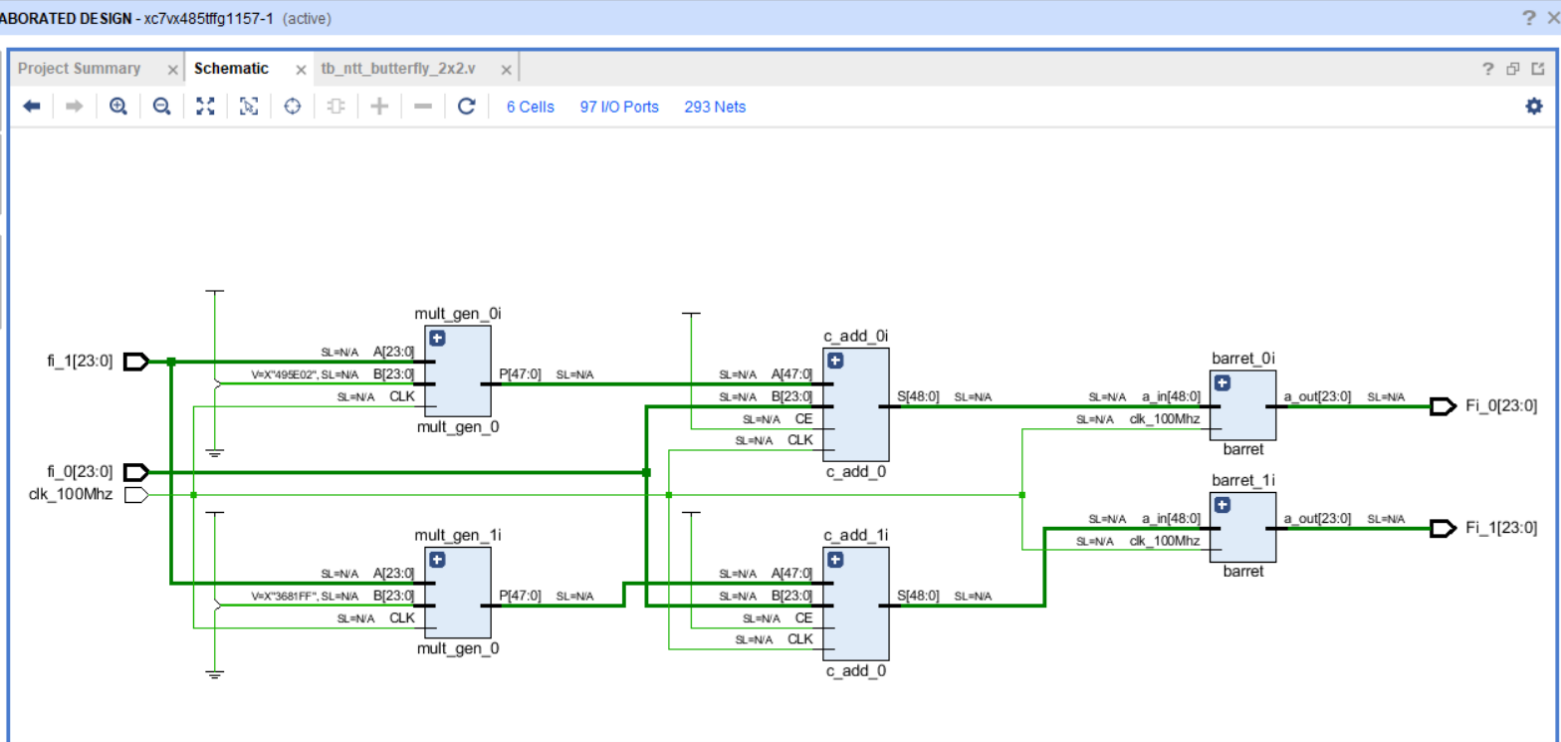 ABORATED DESIGN - xc7vx485tffg1157-1 (active)
? ×
Project Summary × Schematic × tb_ntt_butterfly_2x2.v ×
?
6 Cells 97 I/O Ports 293 Nets
mult_gen_0i
fi_1[23:0]
SL=N/A A[23:0]
V=X"495E02", SL=N/A B[23:0]
SL=N/A CLK
P[47:0] SL=N/A
mult_gen_0
c_add_0i
SL=N/A A[47:0]
SL=N/A B[23:0]
SL=N/A CE
SL=N/A CLK
S[48:0] SL=N/A
c_add_0
barret_0i
SL=N/A a_in[48:0]
SL=N/A clk_100Mhz
a_out[23:0] SL=N/A
Fi_0[23:0]
barret
fi_0[23:0]
clk_100Mhz
mult_gen_1i
SL=N/A A[23:0]
V=X"3681FF", SL=N/A B[23:0]
SL=N/A CLK
P[47:0] SL=N/A
mult_gen_0
c_add_1i
SL=N/A A[47:0]
SL=N/A B[23:0]
SL=N/A CE
SL=N/A CLK
S[48:0] SL=N/A
c_add_0
barret_1i
SL=N/A a_in[48:0]
SL=N/A clk_100Mhz
a_out[23:0] SL=N/A
Fi_1[23:0]
barret